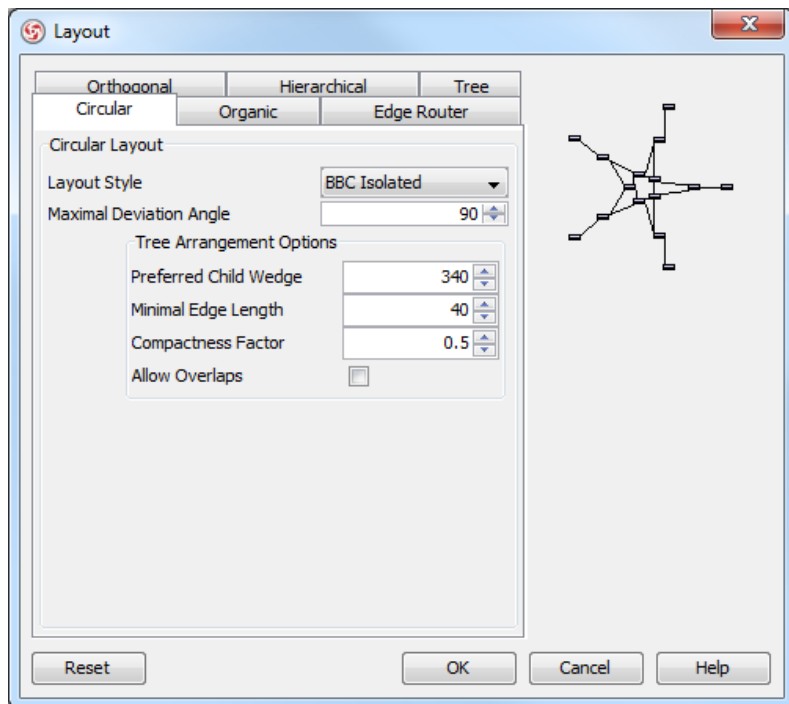 Layout
Orthogonal Hierarchical Tree
Circular Organic Edge Router
Circular Layout
Layout Style BBC Isolated
Maximal Deviation Angle 90
Tree Arrangement Options
Preferred Child Wedge 340
Minimal Edge Length 40
Compactness Factor 0.5
Allow Overlaps
Reset OK Cancel Help